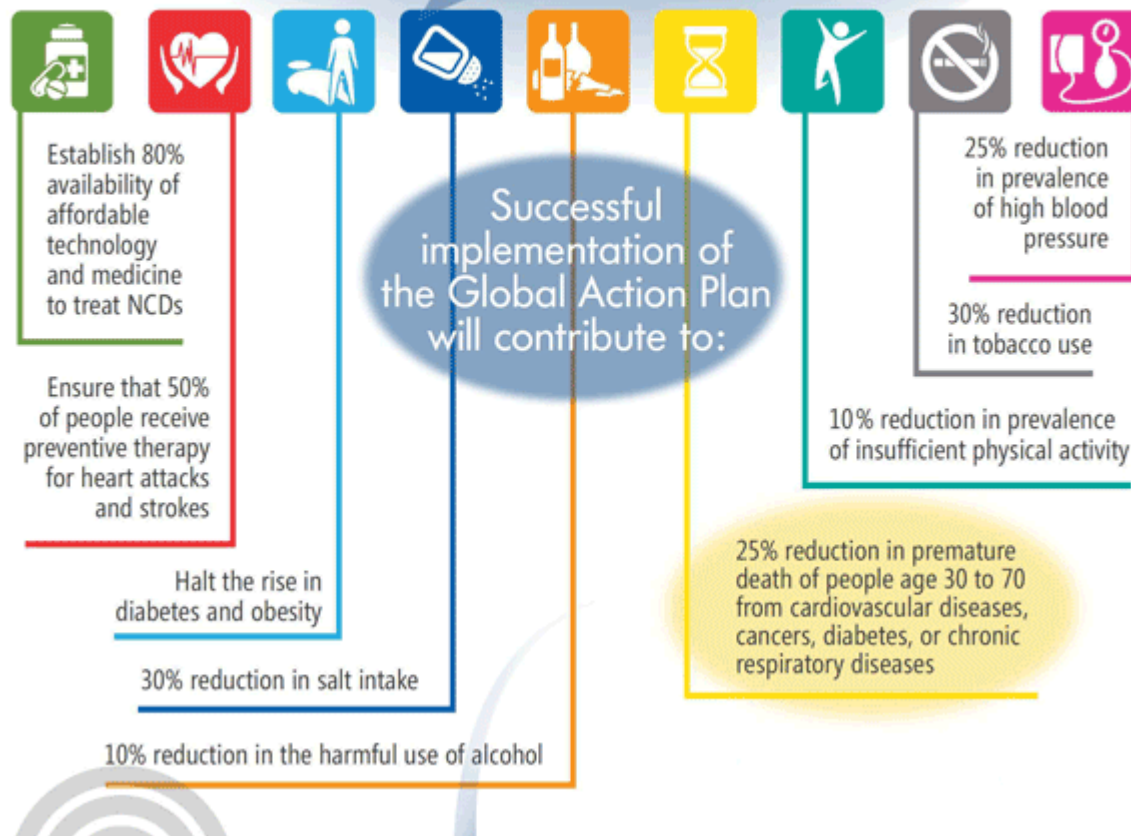 Successful
implementation of
the Global Action Plan
will contribute to:
Establish 80%
availability of
affordable
technology
and medicine
to treat NCDs
Ensure that 50%
of people receive
preventive therapy
for heart attacks
and strokes
Halt the rise in
diabetes and obesity
30% reduction in salt intake
10% reduction in the harmful use of alcohol
25% reduction in premature
death of people age 30 to 70
from cardiovascular diseases,
cancers, diabetes, or chronic
respiratory diseases
10% reduction in prevalence
of insufficient physical activity
30% reduction
in tobacco use
25% reduction
in prevalence
of high blood
pressure